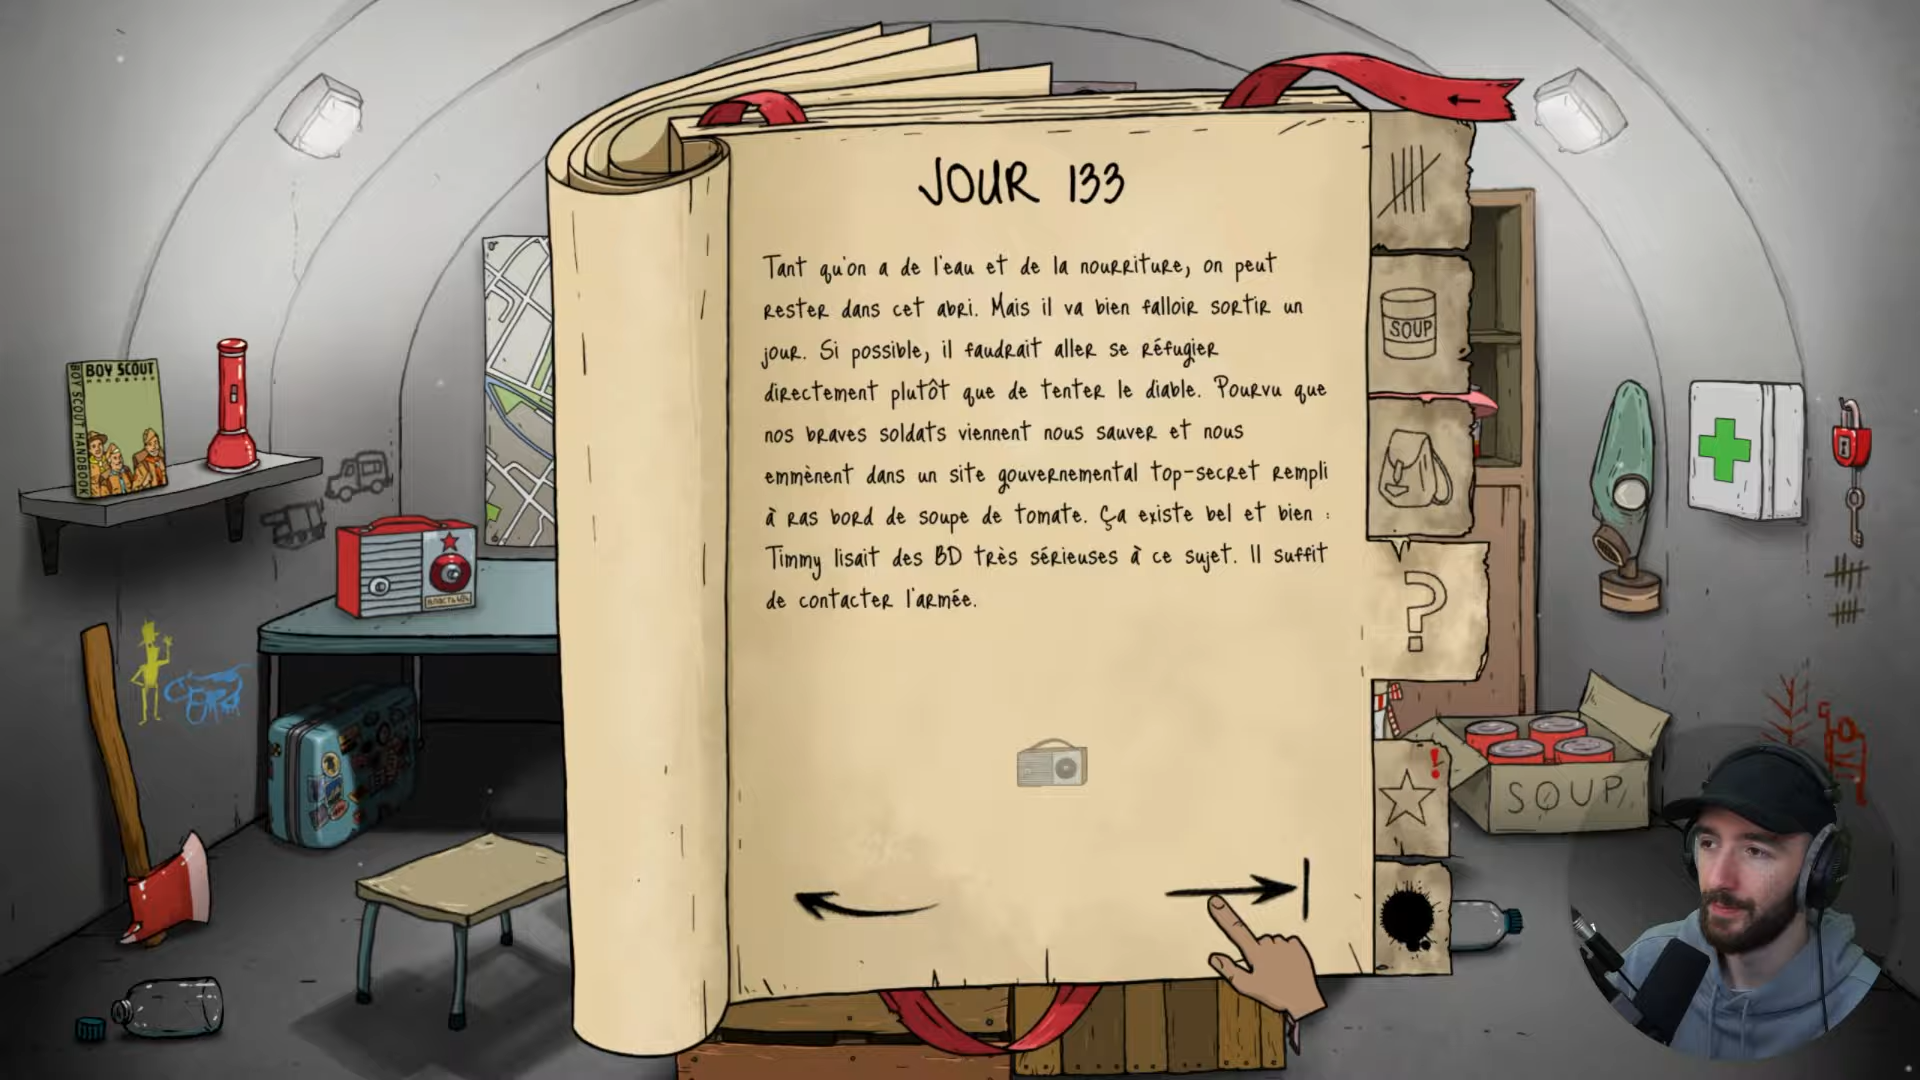 JOUR 133
Tant qu'on a de l'eau et de la nourriture, on peut
rester dans cet abri. Mais il va bien falloir sortir un
jour. Si possible, il faudrait aller se réfugier
directement plutôt que de tenter le diable. Pourvu que
nos braves soldats viennent nous sauver et nous
emmènent dans un site gouvernemental top-secret rempli
à ras bord de soupe de tomate. Ça existe bel et bien :
Timmy lisait des BD très sérieuses à ce sujet. Il suffit
de contacter l'armée.
SOUP
?
!
BOY SCOUT
HANDBOOK
BOY SCOUT HANDBOOK
SOUP